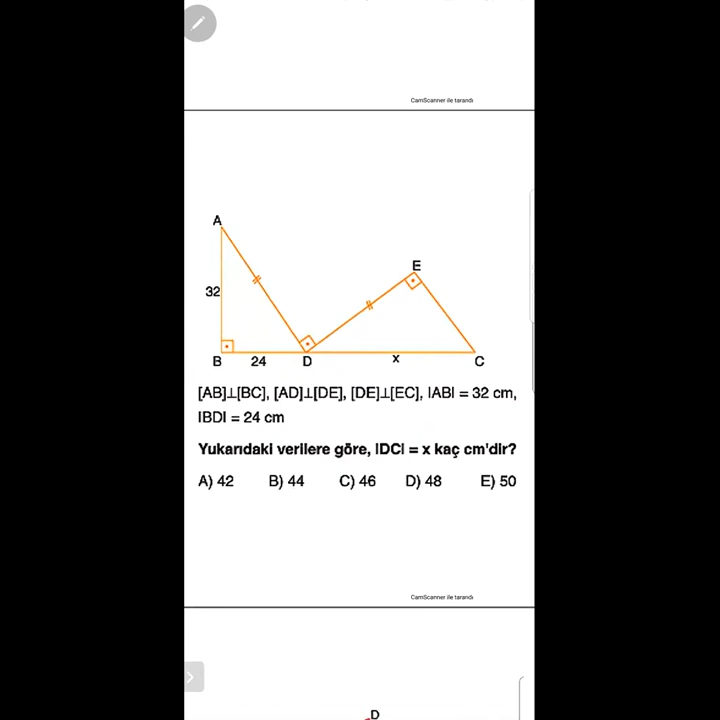 CamScanner ile tarandı
A
E
32
B
24
D
x
C
[AB]⊥[BC], [AD]⊥[DE], [DE]⊥[EC], |AB| = 32 cm,
|BD| = 24 cm
Yukarıdaki verilere göre, |DC| = x kaç cm'dir?
A) 42 B) 44 C) 46 D) 48 E) 50
CamScanner ile tarandı
D